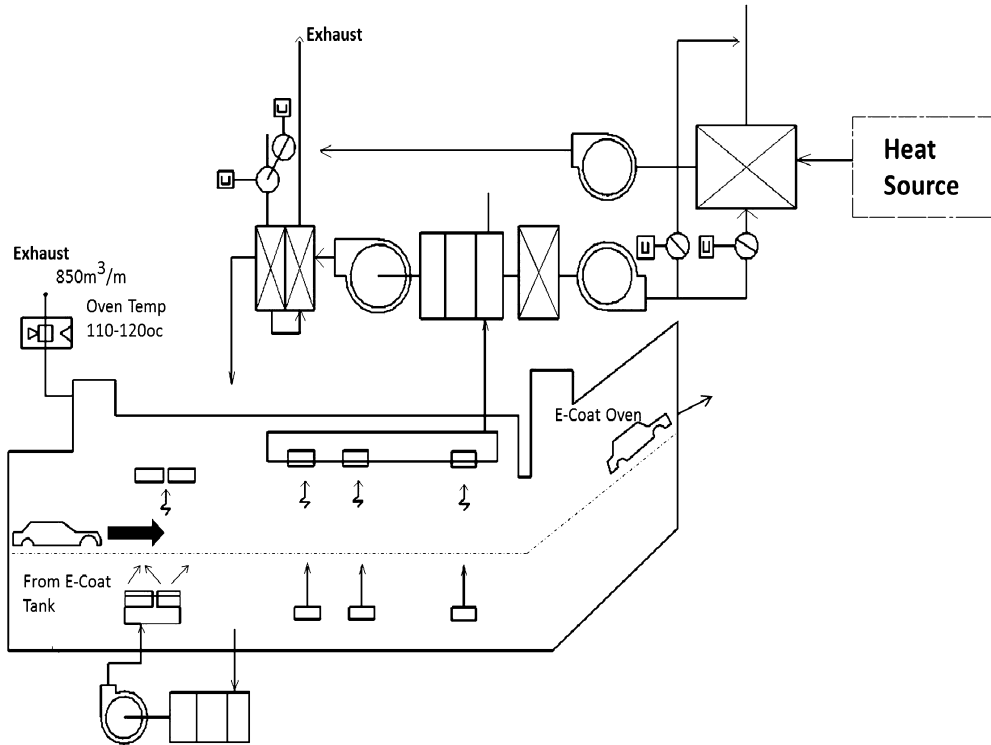 Exhaust
Heat
Source
Exhaust
850m³/m
Oven Temp
110-120oc
E-Coat Oven
From E-Coat
Tank